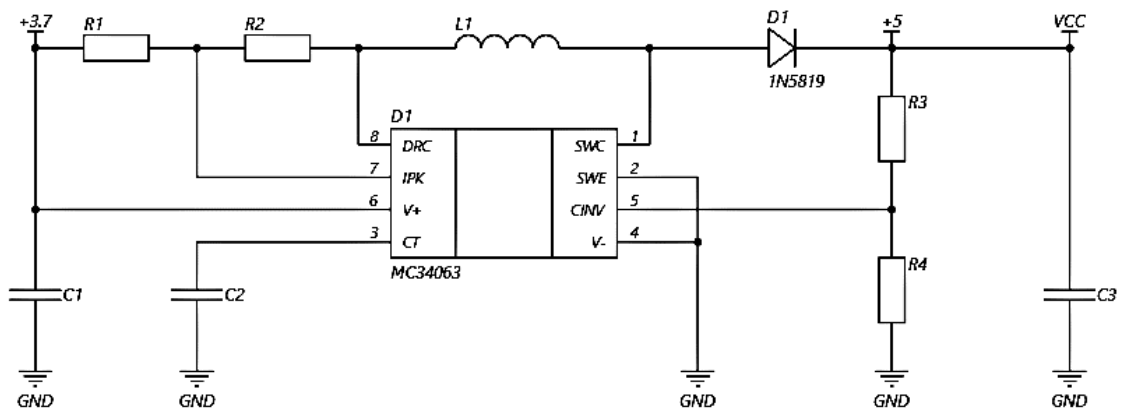 +3.7
R1
R2
L1
D1
+5
VCC
1N5819
R3
D1
8
DRC
SWC
1
7
IPK
SWE
2
6
V+
CINV
5
3
CT
V-
4
MC34063
R4
C1
C2
C3
GND
GND
GND
GND
GND